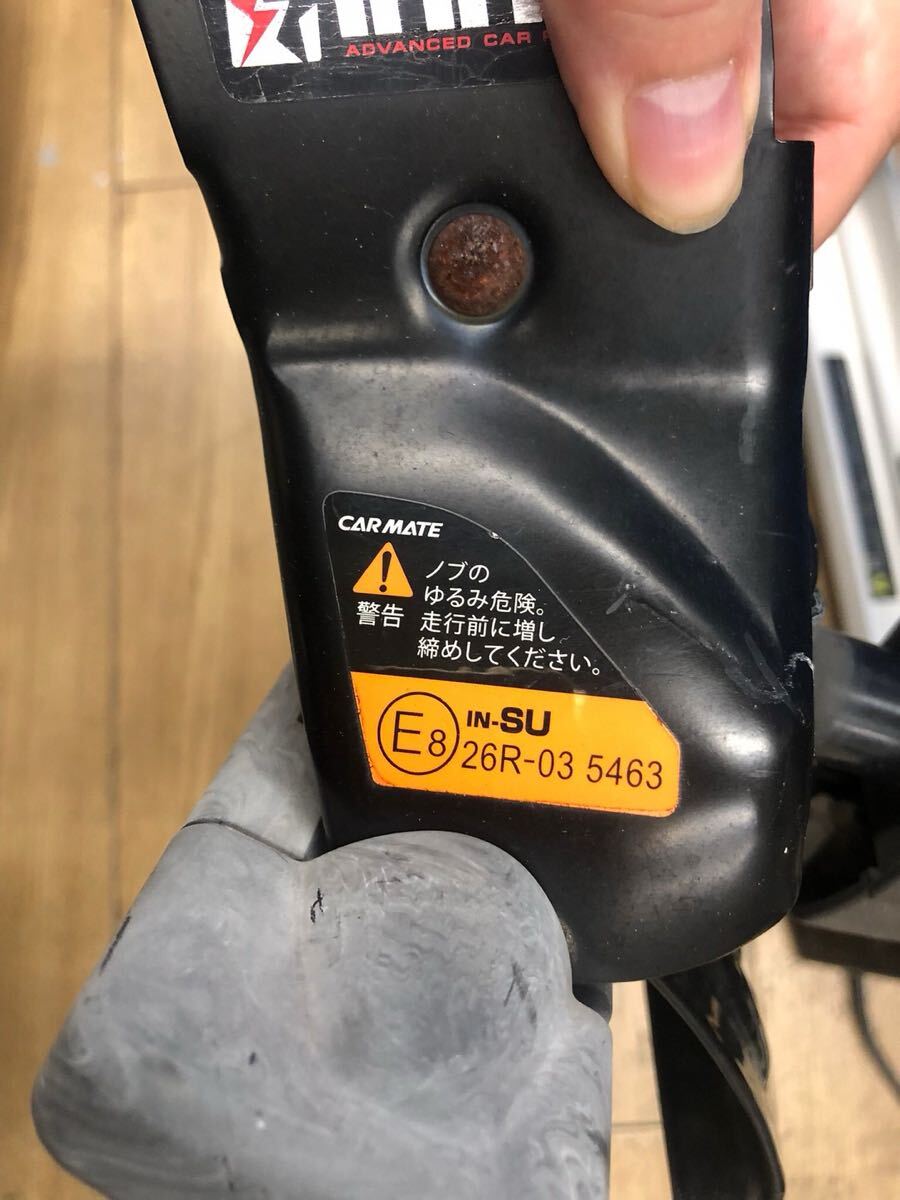 ADVANCED CAR
CARMATE
警告
ノブの
ゆるみ危険。
走行前に増し
締めしてください。
E8
IN-SU
26R-03 5463